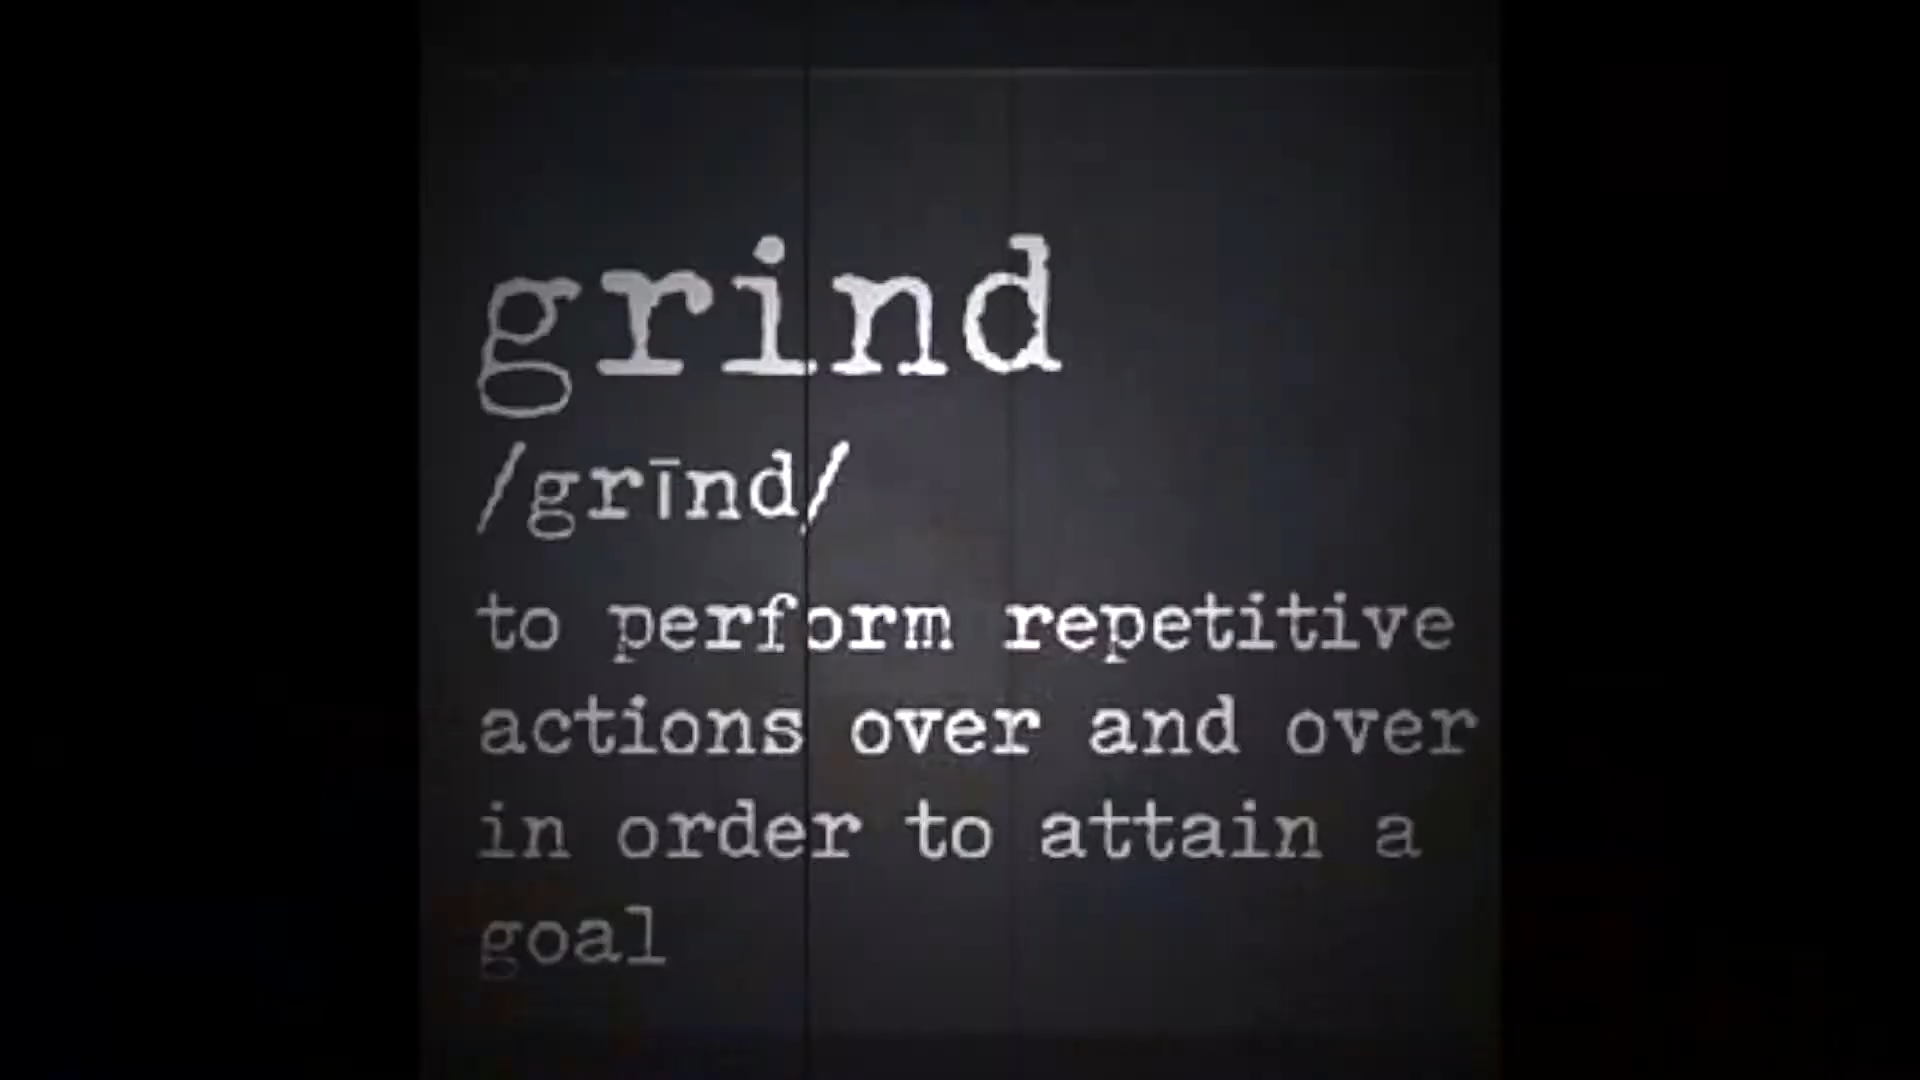 grind
/grīnd/
to perform repetitive
actions over and over
in order to attain a
goal